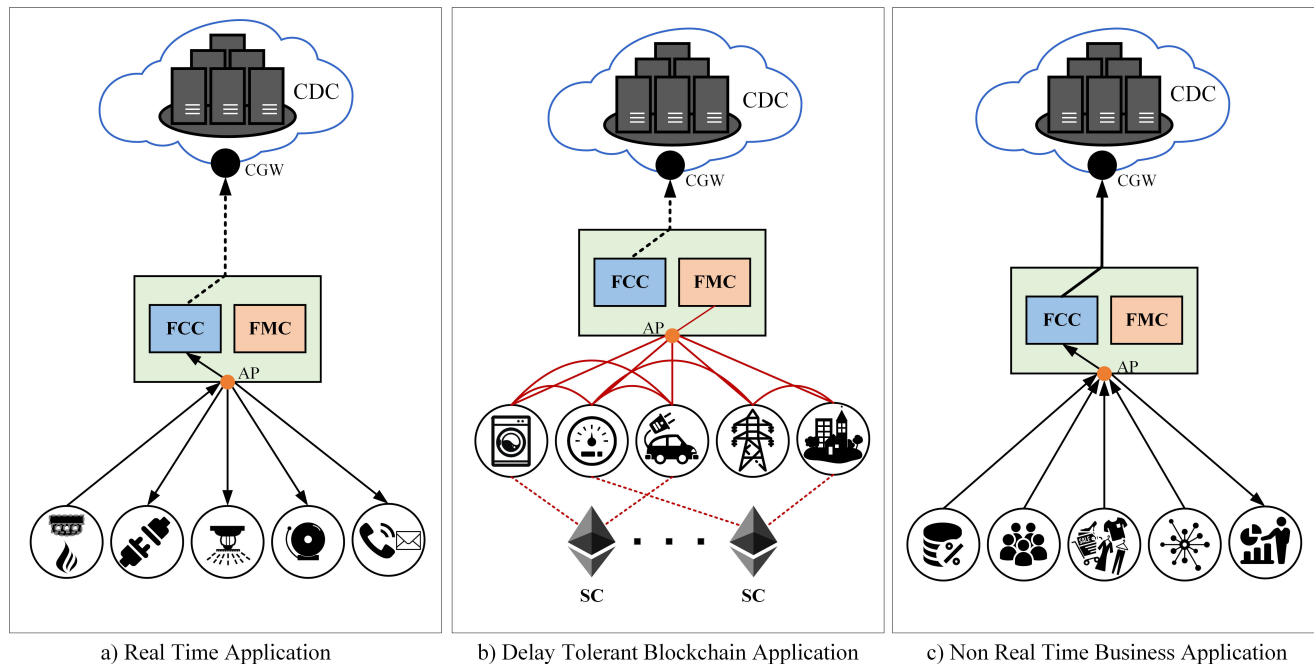 CDC
CGW
FCC
FMC
AP
a) Real Time Application
CDC
CGW
FCC
FMC
AP
SC
SC
b) Delay Tolerant Blockchain Application
CDC
CGW
FCC
FMC
AP
SALE
c) Non Real Time Business Application